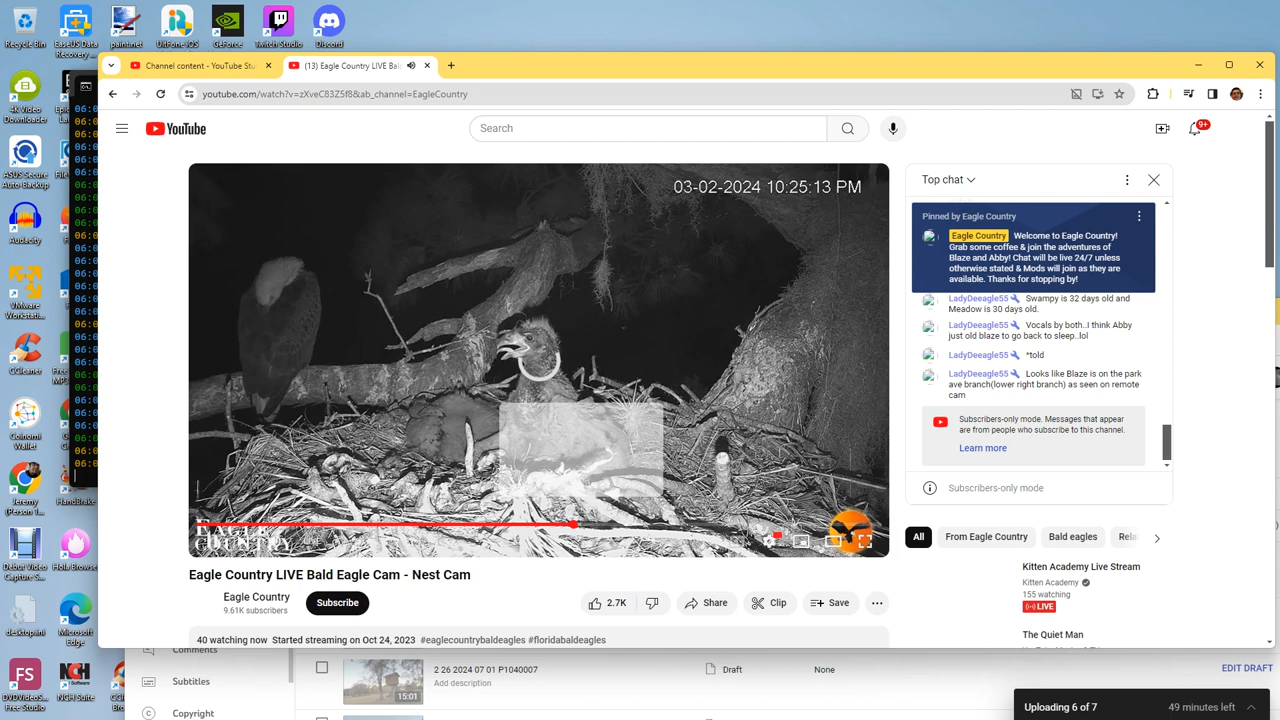 Recycle Bin
EaseUS Data Recovery ...
paint.net
UltFone iOS
GeForce
Twitch Studio
Discord
Channel content - YouTube Stu
(13) Eagle Country LIVE Bal
youtube.com/watch?v=zXveC83Z5f8&ab_channel=EagleCountry
YouTube
Search
9+
4K Video Downloader
ASUS Secure Auto Backup
Audacity
VMware Workstati...
CCleaner
Coinomi Wallet
Jeremy (Person 1...
HandBrake
Debut Video Capture S...
Hola Browser
desktop.ini
Microsoft Edge
DVDVideoS... Free Studio
NCH Suite
03-02-2024 10:25:13 PM
EAGLE
COUNTRY
Top chat
Pinned by Eagle Country
Eagle Country Welcome to Eagle Country!
Grab some coffee & join the adventures of
Blaze and Abby! Chat will be live 24/7 unless
otherwise stated & Mods will join as they are
available. Thanks for stopping by!
LadyDeeagle55 Swampy is 32 days old and
Meadow is 30 days old.
LadyDeeagle55 Vocals by both..I think Abby
just old blaze to go back to sleep..lol
LadyDeeagle55 *told
LadyDeeagle55 Looks like Blaze is on the park
ave branch(lower right branch) as seen on remote
cam
Subscribers-only mode. Messages that appear
are from people who subscribe to this channel.
Learn more
Subscribers-only mode
All
From Eagle Country
Bald eagles
Rela
Kitten Academy Live Stream
Kitten Academy
155 watching
LIVE
The Quiet Man
Eagle Country LIVE Bald Eagle Cam - Nest Cam
Eagle Country
9.61K subscribers
Subscribe
2.7K
Share
Clip
Save
40 watching now Started streaming on Oct 24, 2023 #eaglecountrybaldeagles #floridabaldeagles
Comments
Subtitles
Copyright
2 26 2024 07 01 P1040007
Add description
15:01
Draft
None
EDIT DRAFT
Uploading 6 of 7
49 minutes left